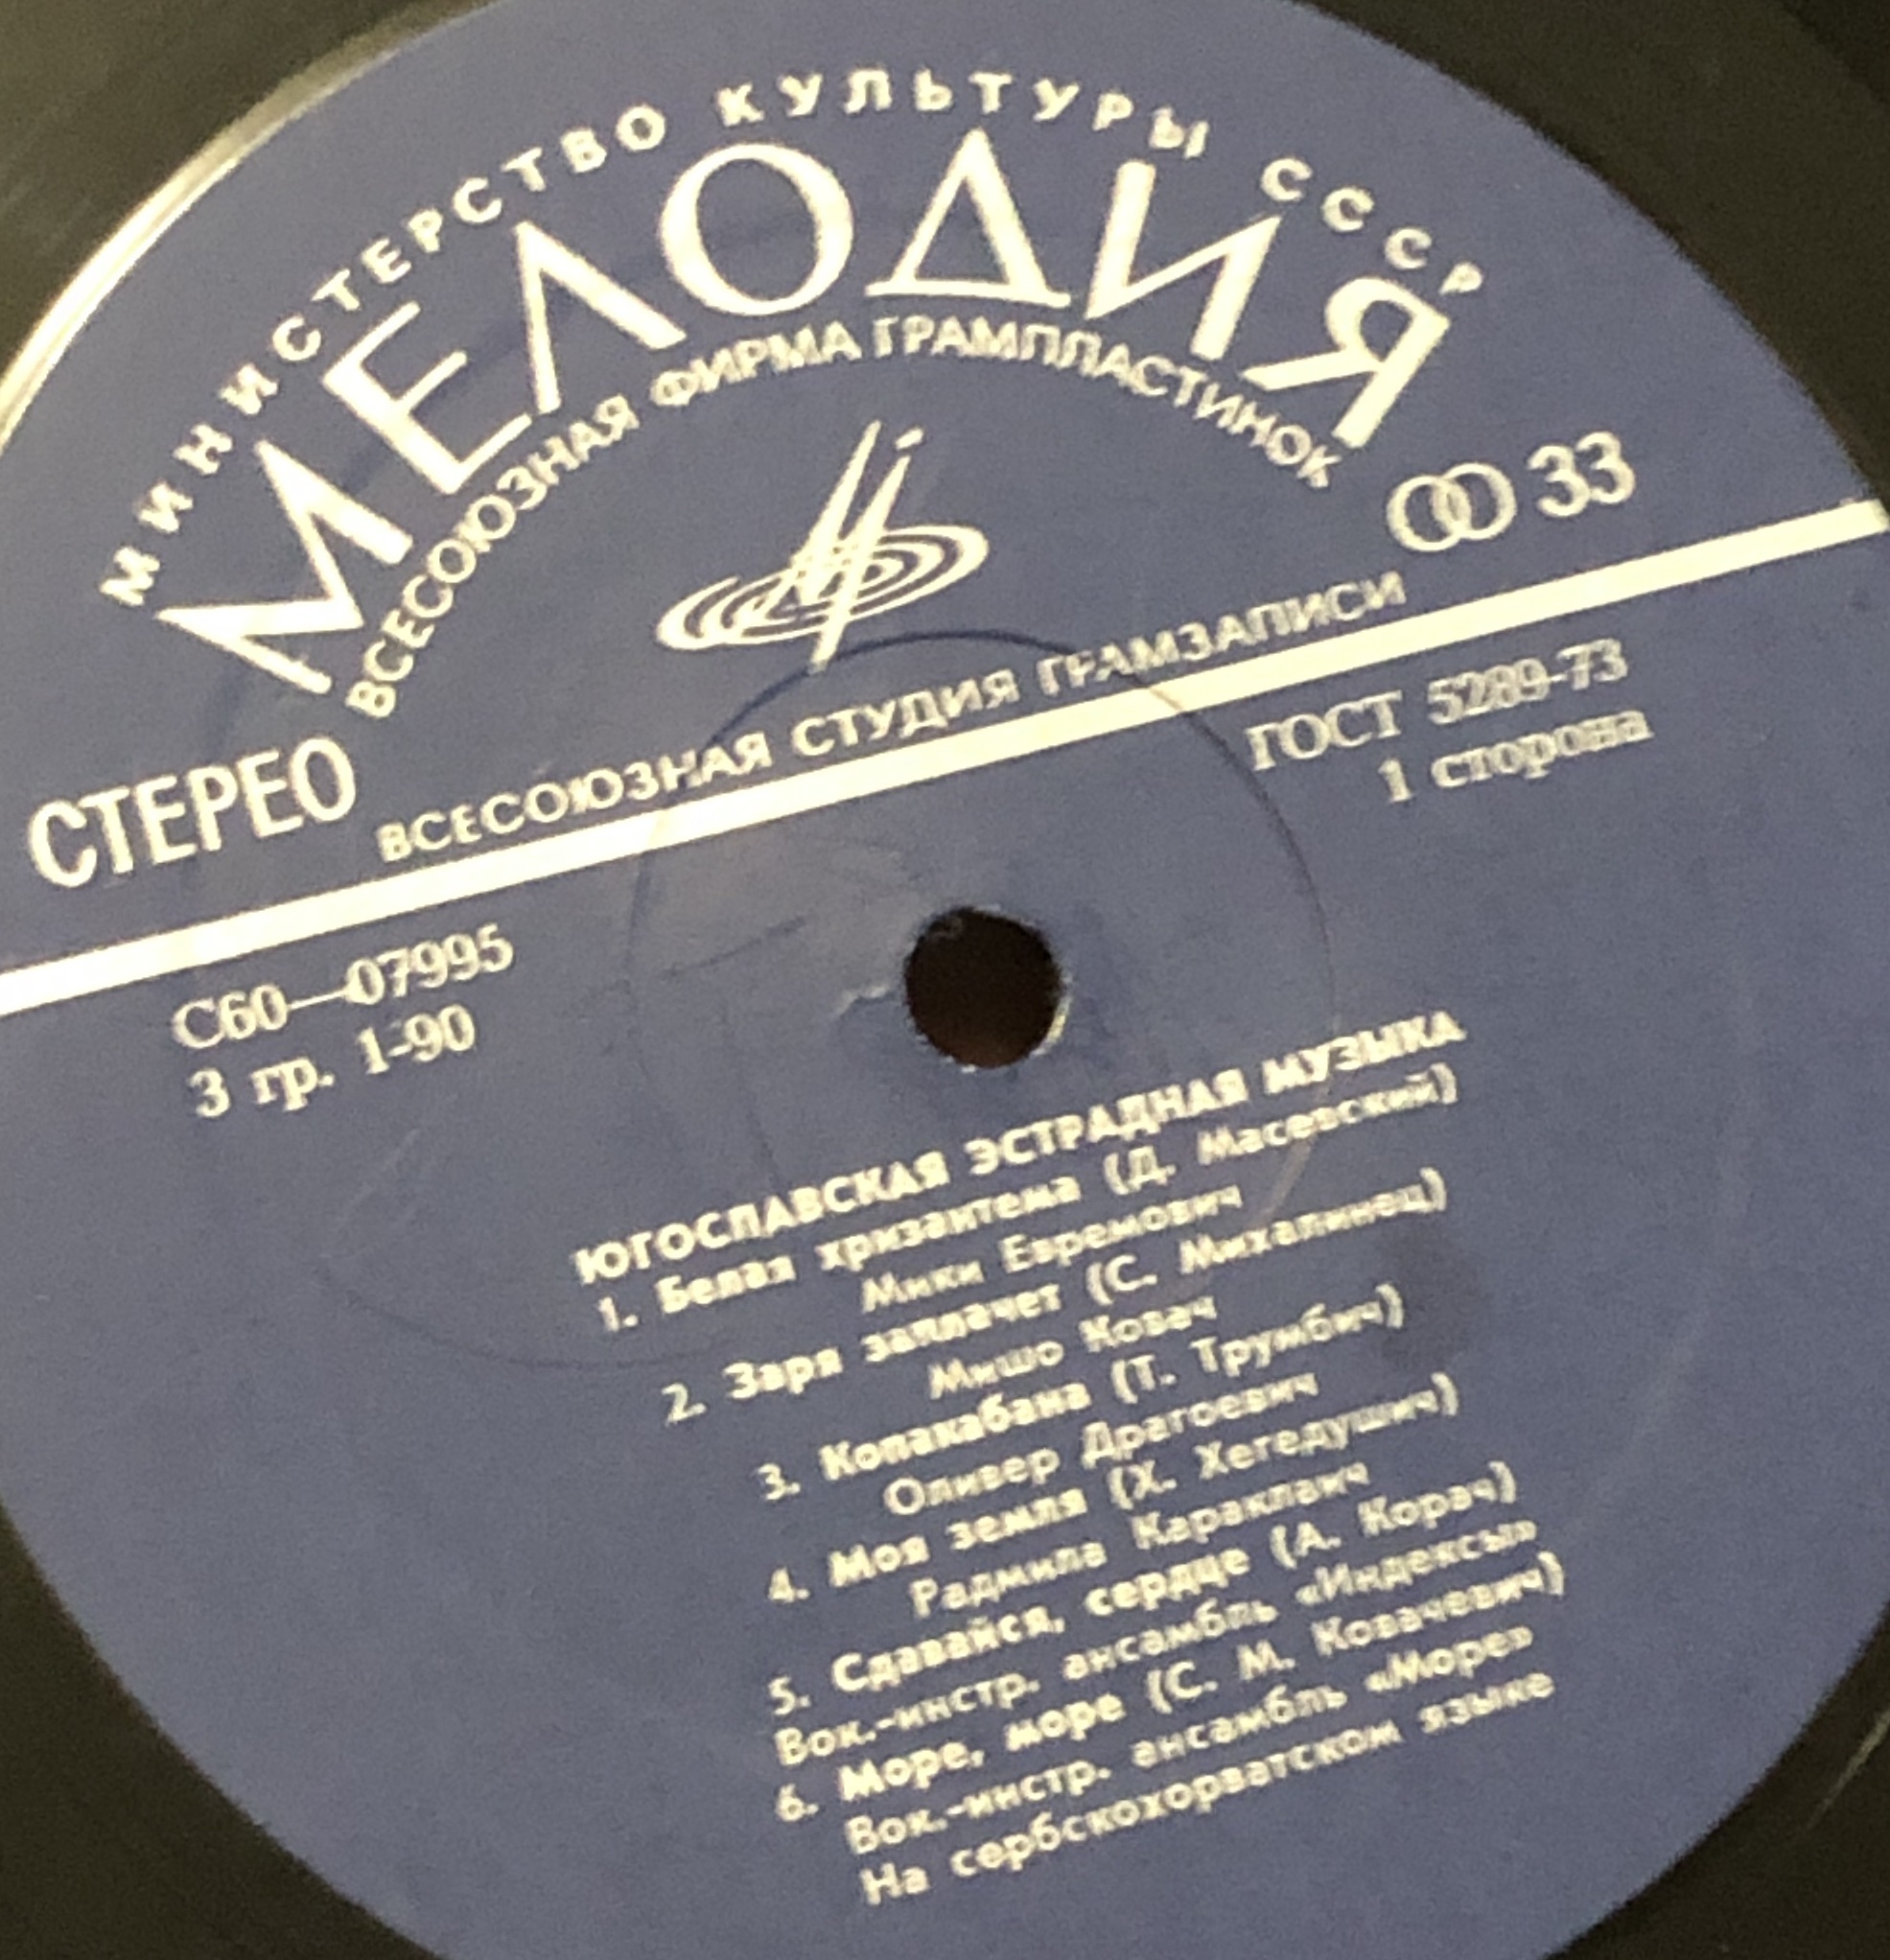 МИНИСТЕРСТВО КУЛЬТУРЫ СССР
МЕЛОДИЯ
ВСЕСОЮЗНАЯ ФИРМА ГРАМПЛАСТИНОК
33
СТЕРЕО
ВСЕСОЮЗНАЯ СТУДИЯ ГРАМЗАПИСИ
ГОСТ 5289-73
1 сторона
С60—07995
3 гр. 1-90
ЮГОСЛАВСКАЯ ЭСТРАДНАЯ МУЗЫКА
1. Белая хризантема (Д. Масевский)
Мики Евремович
2. Заря заплачет (С. Михалинец)
Мишо Ковач
3. Копакабана (Т. Трумбич)
Оливер Драгоевич
4. Моя земля (Х. Хегедушич)
Радмила Караклаич
5. Сдавайся, сердце (А. Корач)
Вок.-инстр. ансамбль «Индексы»
6. Море, море (С. М. Ковачевич)
Вок.-инстр. ансамбль «Море»
На сербскохорватском языке